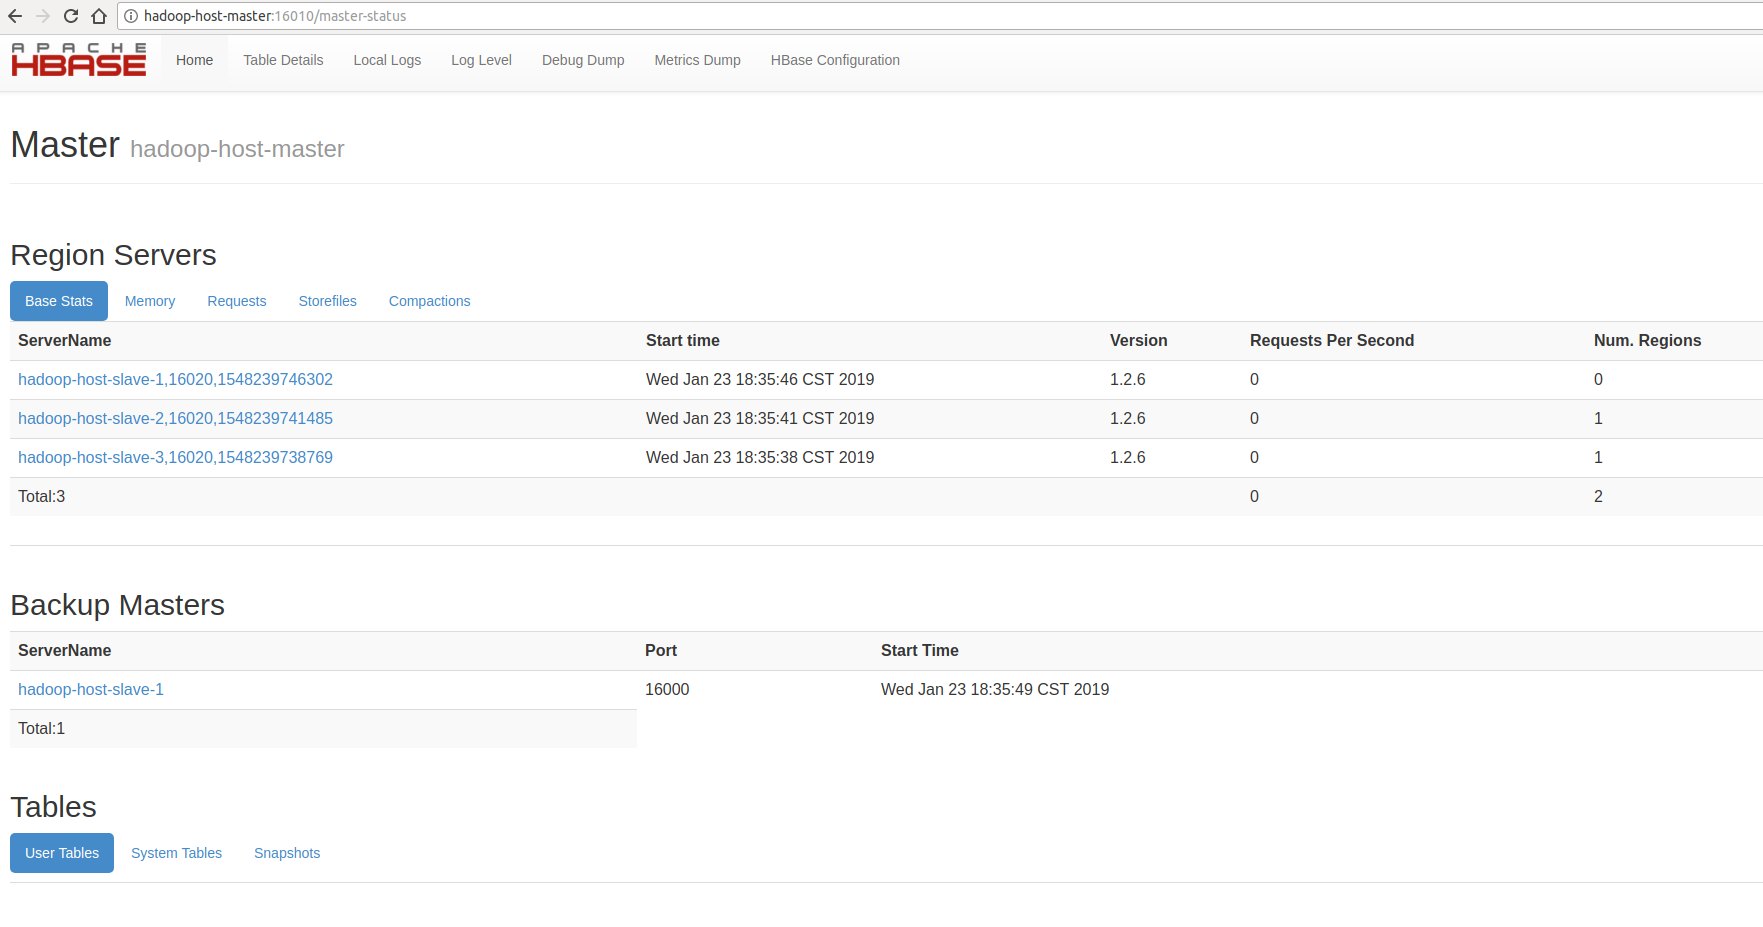 hadoop-host-master:16010/master-status
APACHE
HBASE
Home Table Details Local Logs Log Level Debug Dump Metrics Dump HBase Configuration
Master hadoop-host-master
Region Servers
Base Stats Memory Requests Storefiles Compactions
ServerName Start time Version Requests Per Second Num. Regions
hadoop-host-slave-1,16020,1548239746302 Wed Jan 23 18:35:46 CST 2019 1.2.6 0 0
hadoop-host-slave-2,16020,1548239741485 Wed Jan 23 18:35:41 CST 2019 1.2.6 0 1
hadoop-host-slave-3,16020,1548239738769 Wed Jan 23 18:35:38 CST 2019 1.2.6 0 1
Total:3 0 2
Backup Masters
ServerName Port Start Time
hadoop-host-slave-1 16000 Wed Jan 23 18:35:49 CST 2019
Total:1
Tables
User Tables System Tables Snapshots